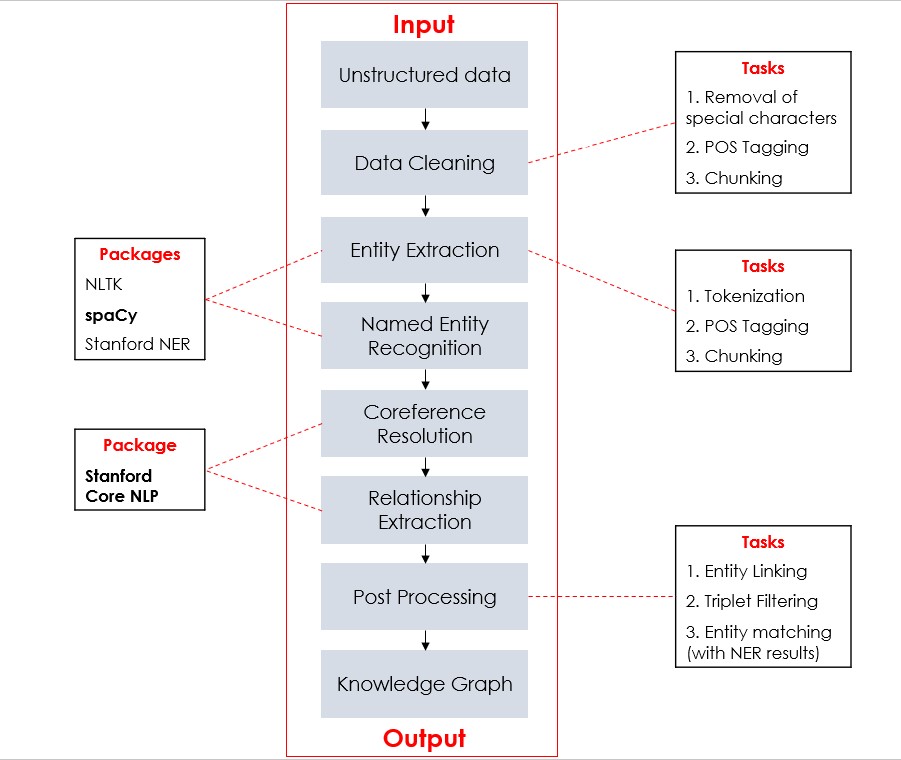 Input
Unstructured data
Data Cleaning
Entity Extraction
Named Entity
Recognition
Coreference
Resolution
Relationship
Extraction
Post Processing
Knowledge Graph
Output
Packages
NLTK
spaCy
Stanford NER
Package
Stanford
Core NLP
Tasks
1. Removal of
special characters
2. POS Tagging
3. Chunking
Tasks
1. Tokenization
2. POS Tagging
3. Chunking
Tasks
1. Entity Linking
2. Triplet Filtering
3. Entity matching
(with NER results)